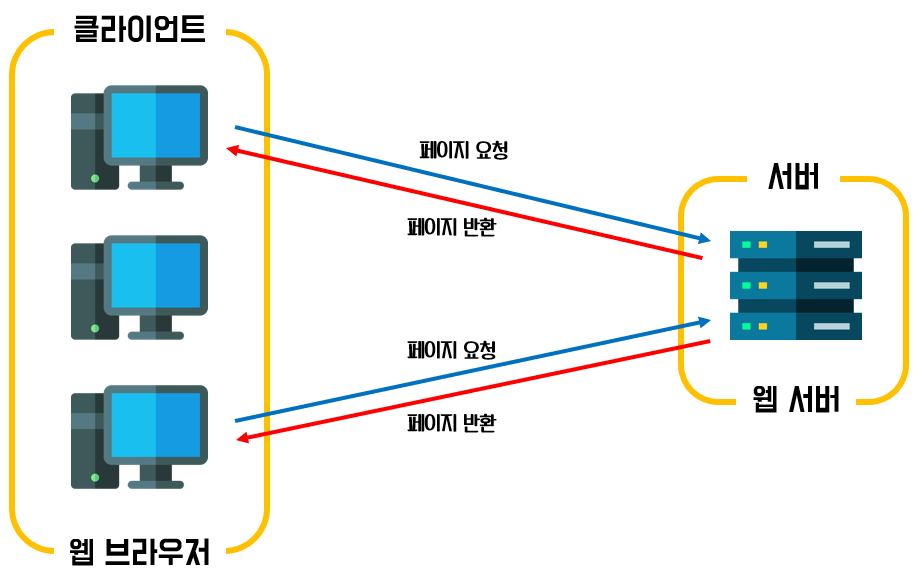 클라이언트
페이지 요청
서버
페이지 반환
페이지 요청
웹 서버
페이지 반환
웹 브라우저